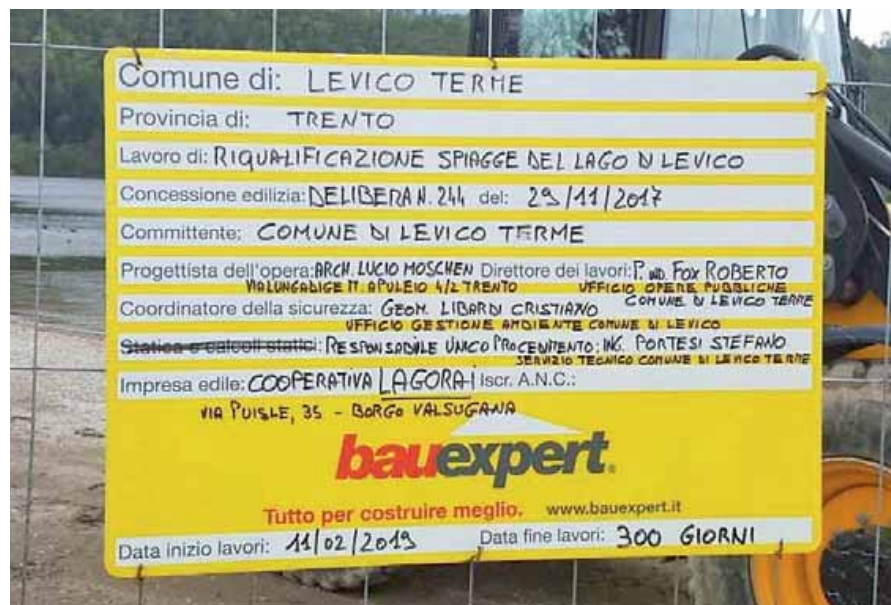 Comune di: LEVICO TERME
Provincia di: TRENTO
Lavoro di: RIQUALIFICAZIONE SPIAGGE DEL LAGO DI LEVICO
Concessione edilizia: DELIBERA N. 244 del: 29/11/2017
Committente: COMUNE DI LEVICO TERME
Progettista dell'opera: ARCH. LUCIO MOSCHEN Direttore dei lavori: P. IND. FOX ROBERTO
VIA LUNGADIGE M. APULEIO 4/2 TRENTO UFFICIO OPERE PUBBLICHE
COMUNE DI LEVICO TERME
Coordinatore della sicurezza: GEOM. LIBARDI CRISTIANO
UFFICIO GESTIONE AMBIENTE COMUNE DI LEVICO
Statica e calcoli statici: RESPONSABILE UNICO PROCEDIMENTO: ING. PORTESI STEFANO
SERVIZIO TECNICO COMUNE DI LEVICO TERME
Impresa edile: COOPERATIVA LAGORAI Iscr. A.N.C.:
VIA PUISLE, 35 - BORGO VALSUGANA
bauexpert
Tutto per costruire meglio. www.bauexpert.it
Data inizio lavori: 11/02/2019 Data fine lavori: 300 GIORNI